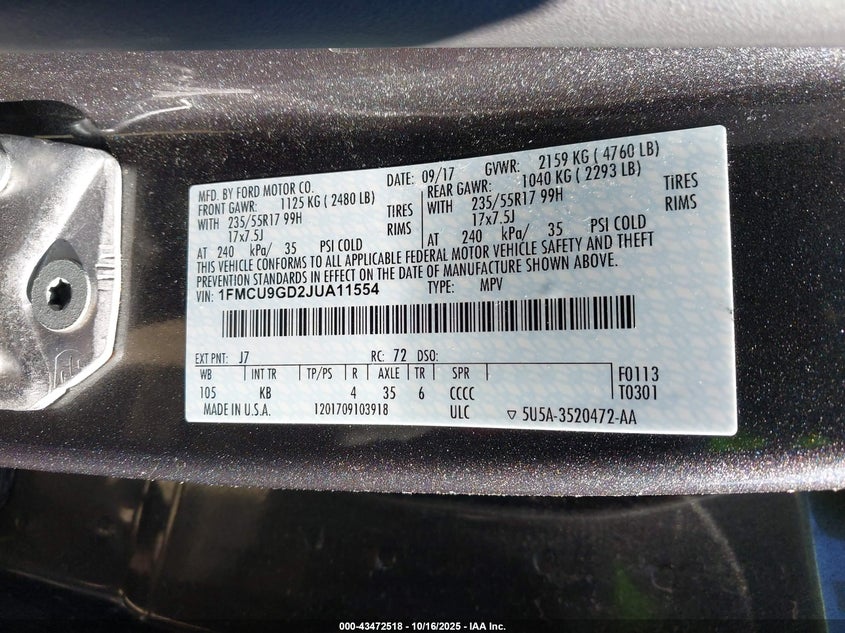 MFD. BY FORD MOTOR CO.
DATE: 09/17 GVWR: 2159 KG ( 4760 LB)
FRONT GAWR: 1125 KG ( 2480 LB)
REAR GAWR: 1040 KG ( 2293 LB)
WITH 235/55R17 99H TIRES
WITH 235/55R17 99H TIRES
17x7.5J RIMS
17x7.5J RIMS
AT 240 kPa/ 35 PSI COLD
AT 240 kPa/ 35 PSI COLD
THIS VEHICLE CONFORMS TO ALL APPLICABLE FEDERAL MOTOR VEHICLE SAFETY AND THEFT
PREVENTION STANDARDS IN EFFECT ON THE DATE OF MANUFACTURE SHOWN ABOVE.
VIN: 1FMCU9GD2JUA11554 TYPE: MPV
EXT PNT: J7 RC: 72 DSO:
WB INT TR TP/PS R AXLE TR SPR F0113
105 KB 4 35 6 CCCC T0301
MADE IN U.S.A. 1201709103918 ULC ▽ 5U5A-3520472-AA
000-43472518 - 10/16/2025 - IAA Inc.